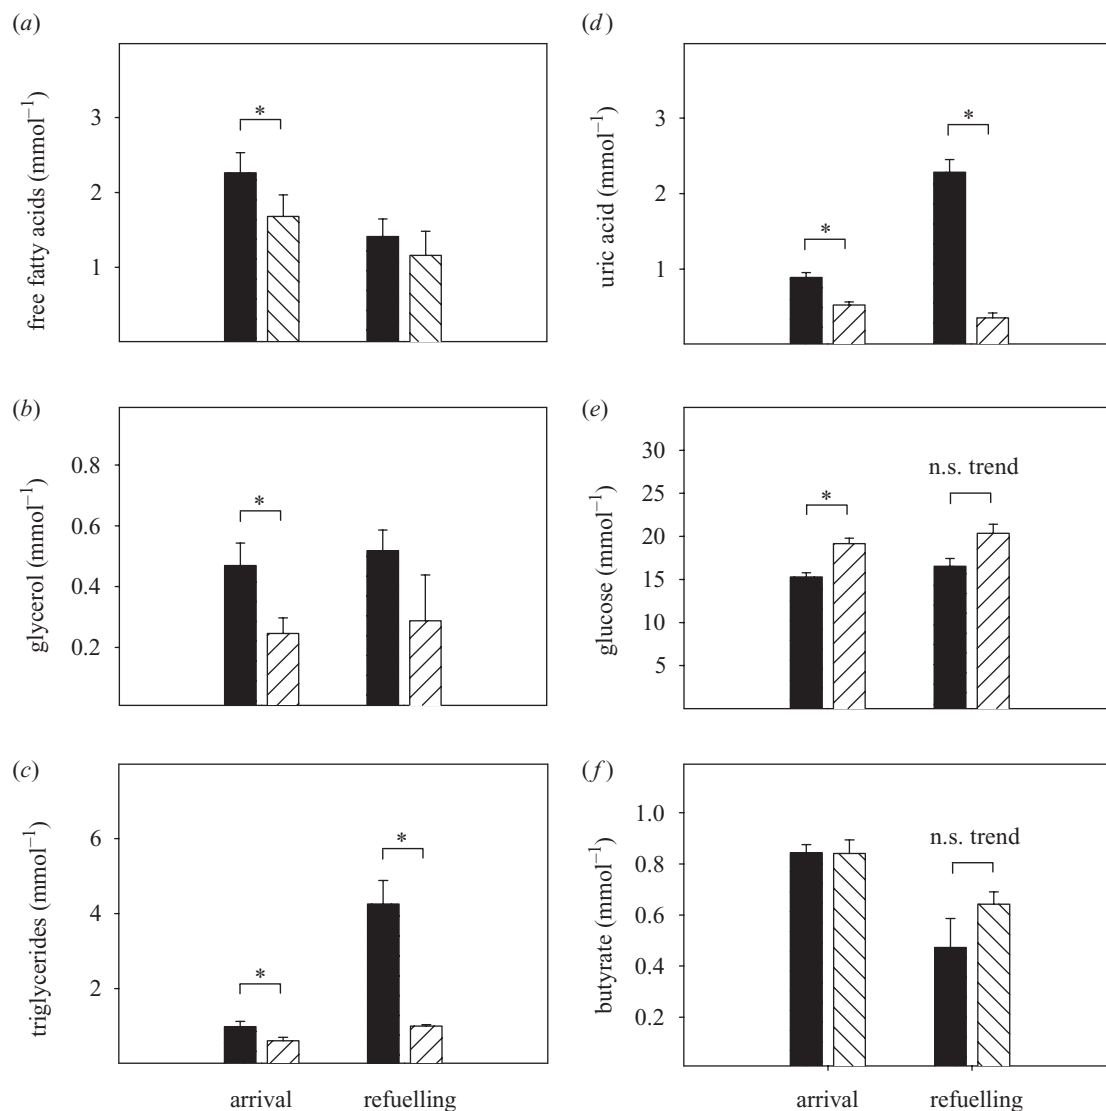 (a)
free fatty acids (mmol⁻¹)
3
2
1
*
(b)
glycerol (mmol⁻¹)
0.8
0.6
0.4
0.2
*
(c)
triglycerides (mmol⁻¹)
6
4
2
*
*
arrival
refuelling
(d)
uric acid (mmol⁻¹)
3
2
1
*
*
(e)
glucose (mmol⁻¹)
30
25
20
15
5
*
n.s. trend
(f)
butyrate (mmol⁻¹)
1.0
0.8
0.6
0.4
0.2
n.s. trend
arrival
refuelling